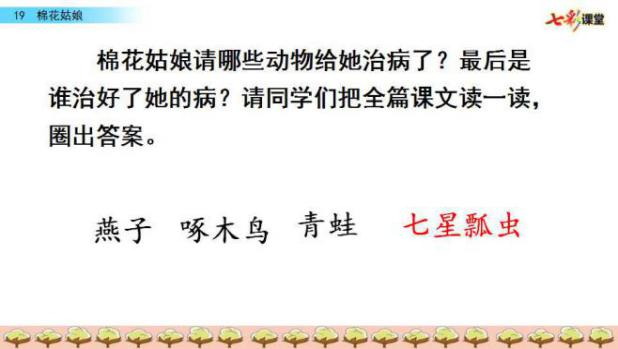 19 棉花姑娘
七彩课堂
棉花姑娘请哪些动物给她治病了？最后是
谁治好了她的病？请同学们把全篇课文读一读，
圈出答案。
燕子 啄木鸟 青蛙 七星瓢虫